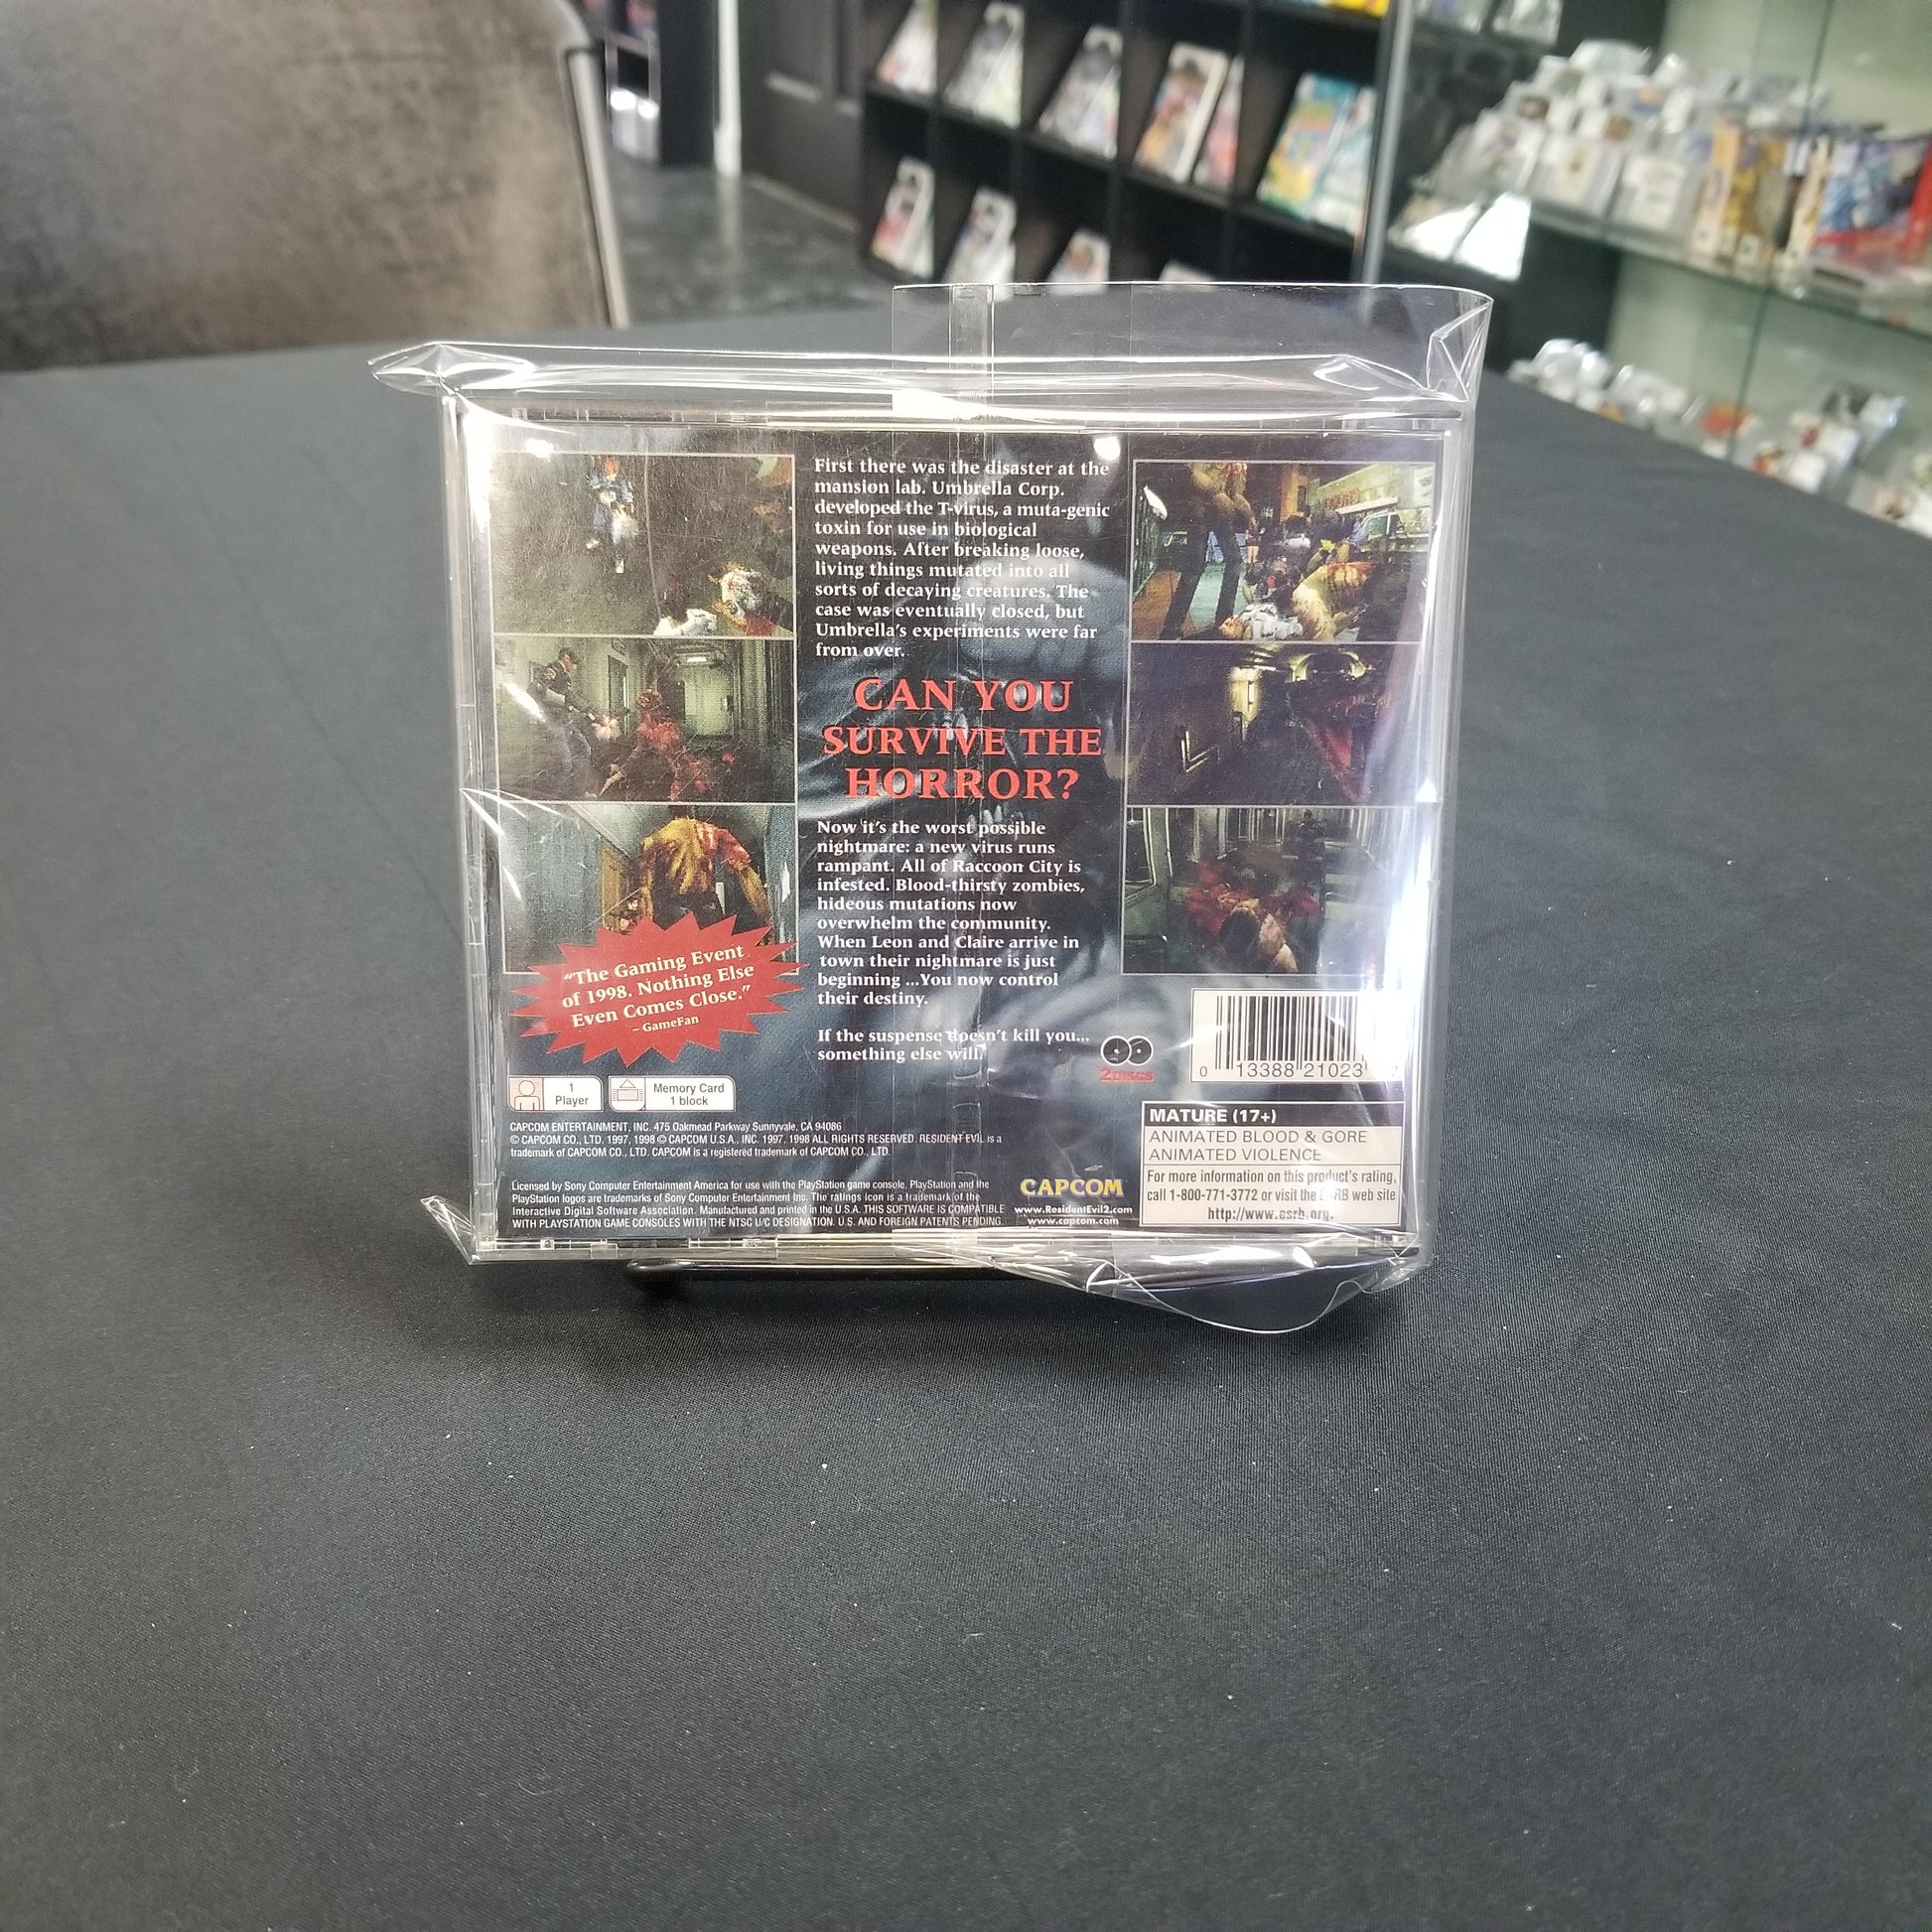 First there was the disaster at the
mansion lab. Umbrella Corp.
developed the T-virus, a muta-genic
toxin for use in biological
weapons. After breaking loose,
living things mutated into all
sorts of decaying creatures. The
case was eventually closed, but
Umbrella's experiments were far
from over.
CAN YOU
SURVIVE THE
HORROR?
Now it's the worst possible
nightmare: a new virus runs
rampant. All of Raccoon City is
infested. Blood-thirsty zombies,
hideous mutations now
overwhelm the community.
When Leon and Claire arrive in
town their nightmare is just
beginning ...You now control
their destiny.
If the suspense doesn't kill you...
something else will.
"The Gaming Event
of 1998. Nothing Else
Even Comes Close."
– GameFan
2 DISCS
0 13388 21023
1
Player
Memory Card
1 block
CAPCOM ENTERTAINMENT, INC. 475 Oakmead Parkway Sunnyvale, CA 94086
© CAPCOM CO., LTD. 1997, 1998 © CAPCOM U.S.A., INC. 1997, 1998 ALL RIGHTS RESERVED. RESIDENT EVIL is a
trademark of CAPCOM CO., LTD. CAPCOM is a registered trademark of CAPCOM CO., LTD.
Licensed by Sony Computer Entertainment America for use with the PlayStation game console. PlayStation and the
PlayStation logos are trademarks of Sony Computer Entertainment Inc. The ratings icon is a trademark of the
Interactive Digital Software Association. Manufactured and printed in the U.S.A. THIS SOFTWARE IS COMPATIBLE
WITH PLAYSTATION GAME CONSOLES WITH THE NTSC U/C DESIGNATION. U.S. AND FOREIGN PATENTS PENDING.
CAPCOM
www.ResidentEvil2.com
www.capcom.com
MATURE (17+)
ANIMATED BLOOD & GORE
ANIMATED VIOLENCE
For more information on this product's rating,
call 1-800-771-3772 or visit the ESRB web site
http://www.esrb.org.